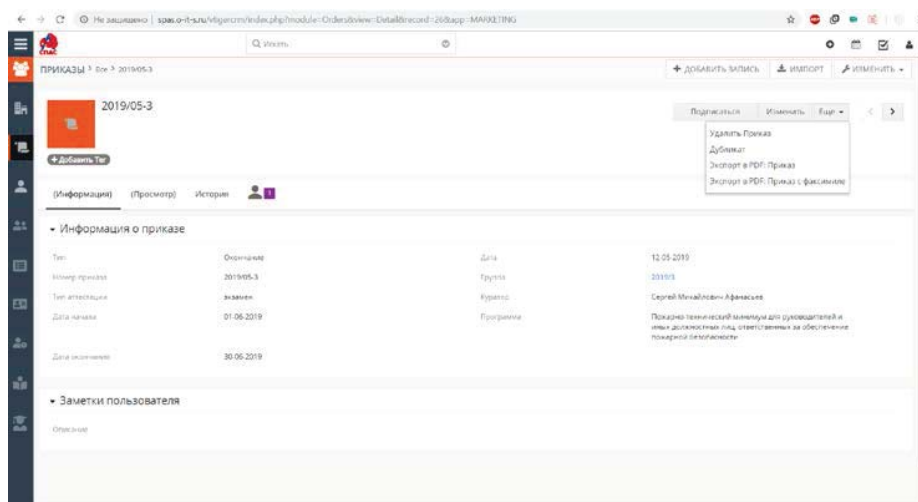 Не защищено | spas.o-it-s.ru/vtigercrm/index.php?module=Orders&view=Detail&record=26&app=MARKETING
СПАС
Искать
ПРИКАЗЫ > Все > 2019/05-3
+ ДОБАВИТЬ ЗАПИСЬ
ИМПОРТ
ИЗМЕНИТЬ
2019/05-3
Подписаться
Изменить
Еще
Удалить Приказ
Дубликат
Экспорт в PDF: Приказ
Экспорт в PDF: Приказ с факсимиле
+ Добавить Тег
(Информация) (Просмотр) История 1
Информация о приказе
Тип Окончание Дата 12-05-2019
Номер приказа 2019/05-3 Группа 2019/3
Тип аттестации экзамен Куратор Сергей Михайлович Афанасьев
Дата начала 01-06-2019 Программа Пожарно-технический минимум для руководителей и
иных должностных лиц, ответственных за обеспечение
пожарной безопасности
Дата окончания 30-06-2019
Заметки пользователя
Описание